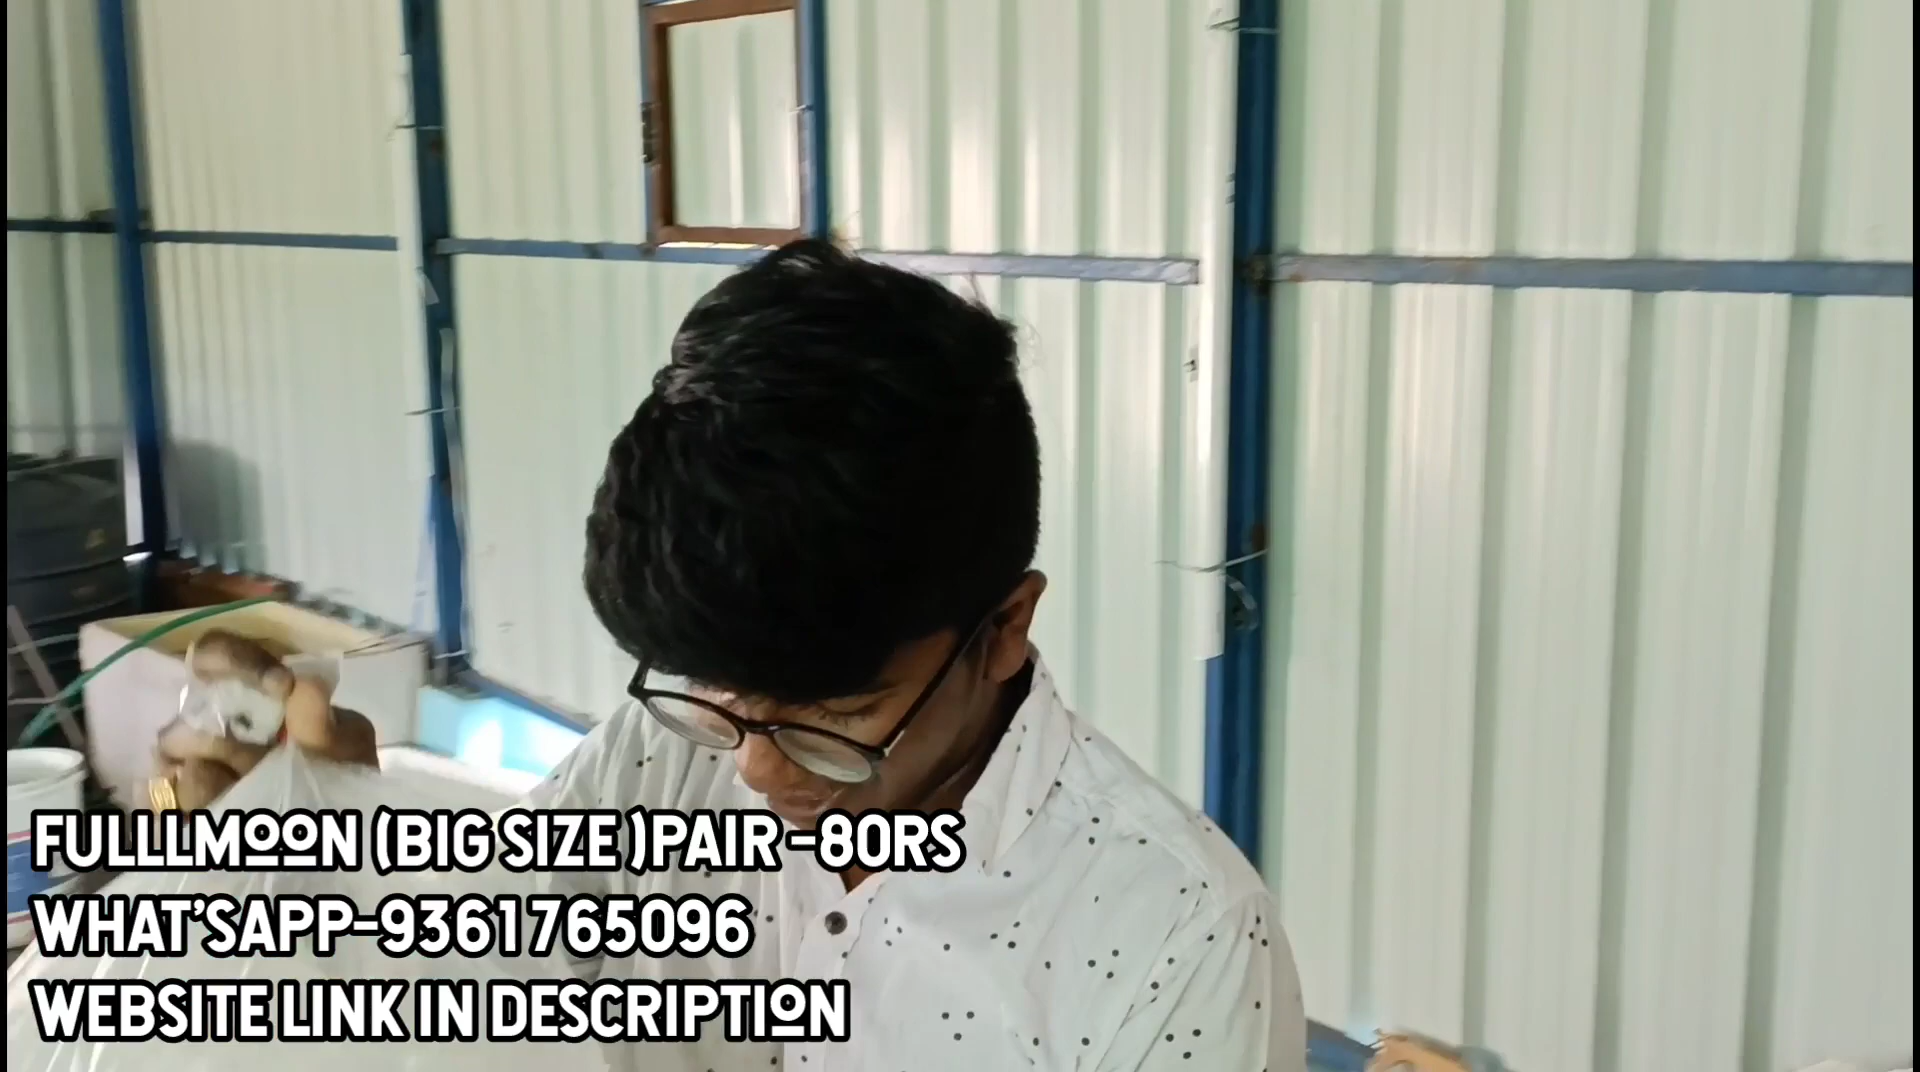 FULLLMOON (BIG SIZE )PAIR -80RS
WHAT'SAPP-9361765096
WEBSITE LINK IN DESCRIPTION